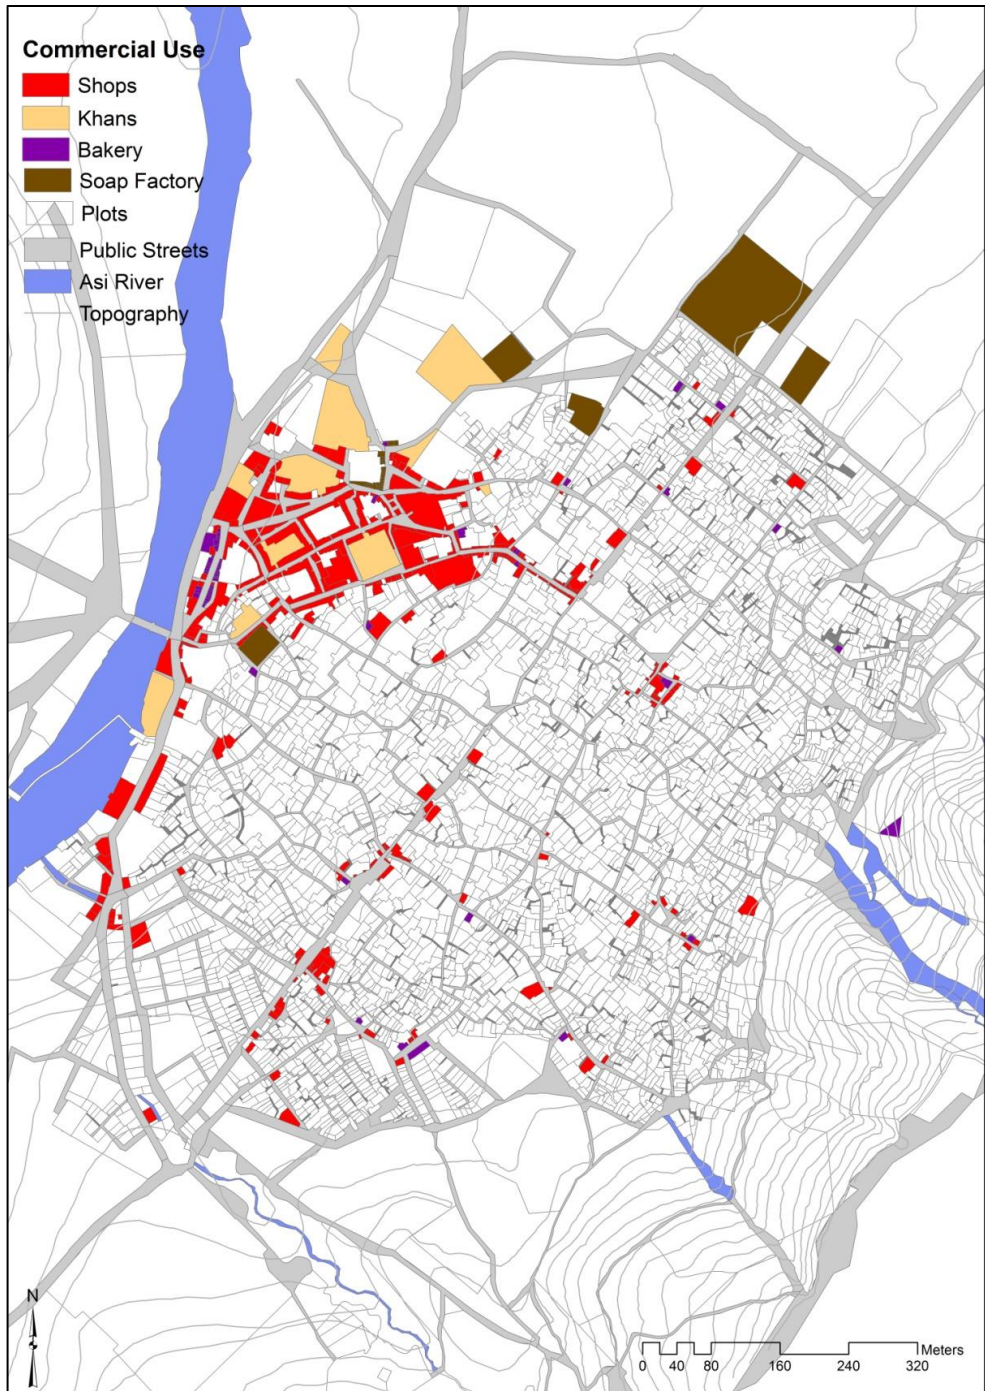 Commercial Use
Shops
Khans
Bakery
Soap Factory
Plots
Public Streets
Asi River
Topography
N
Meters
0 40 80 160 240 320